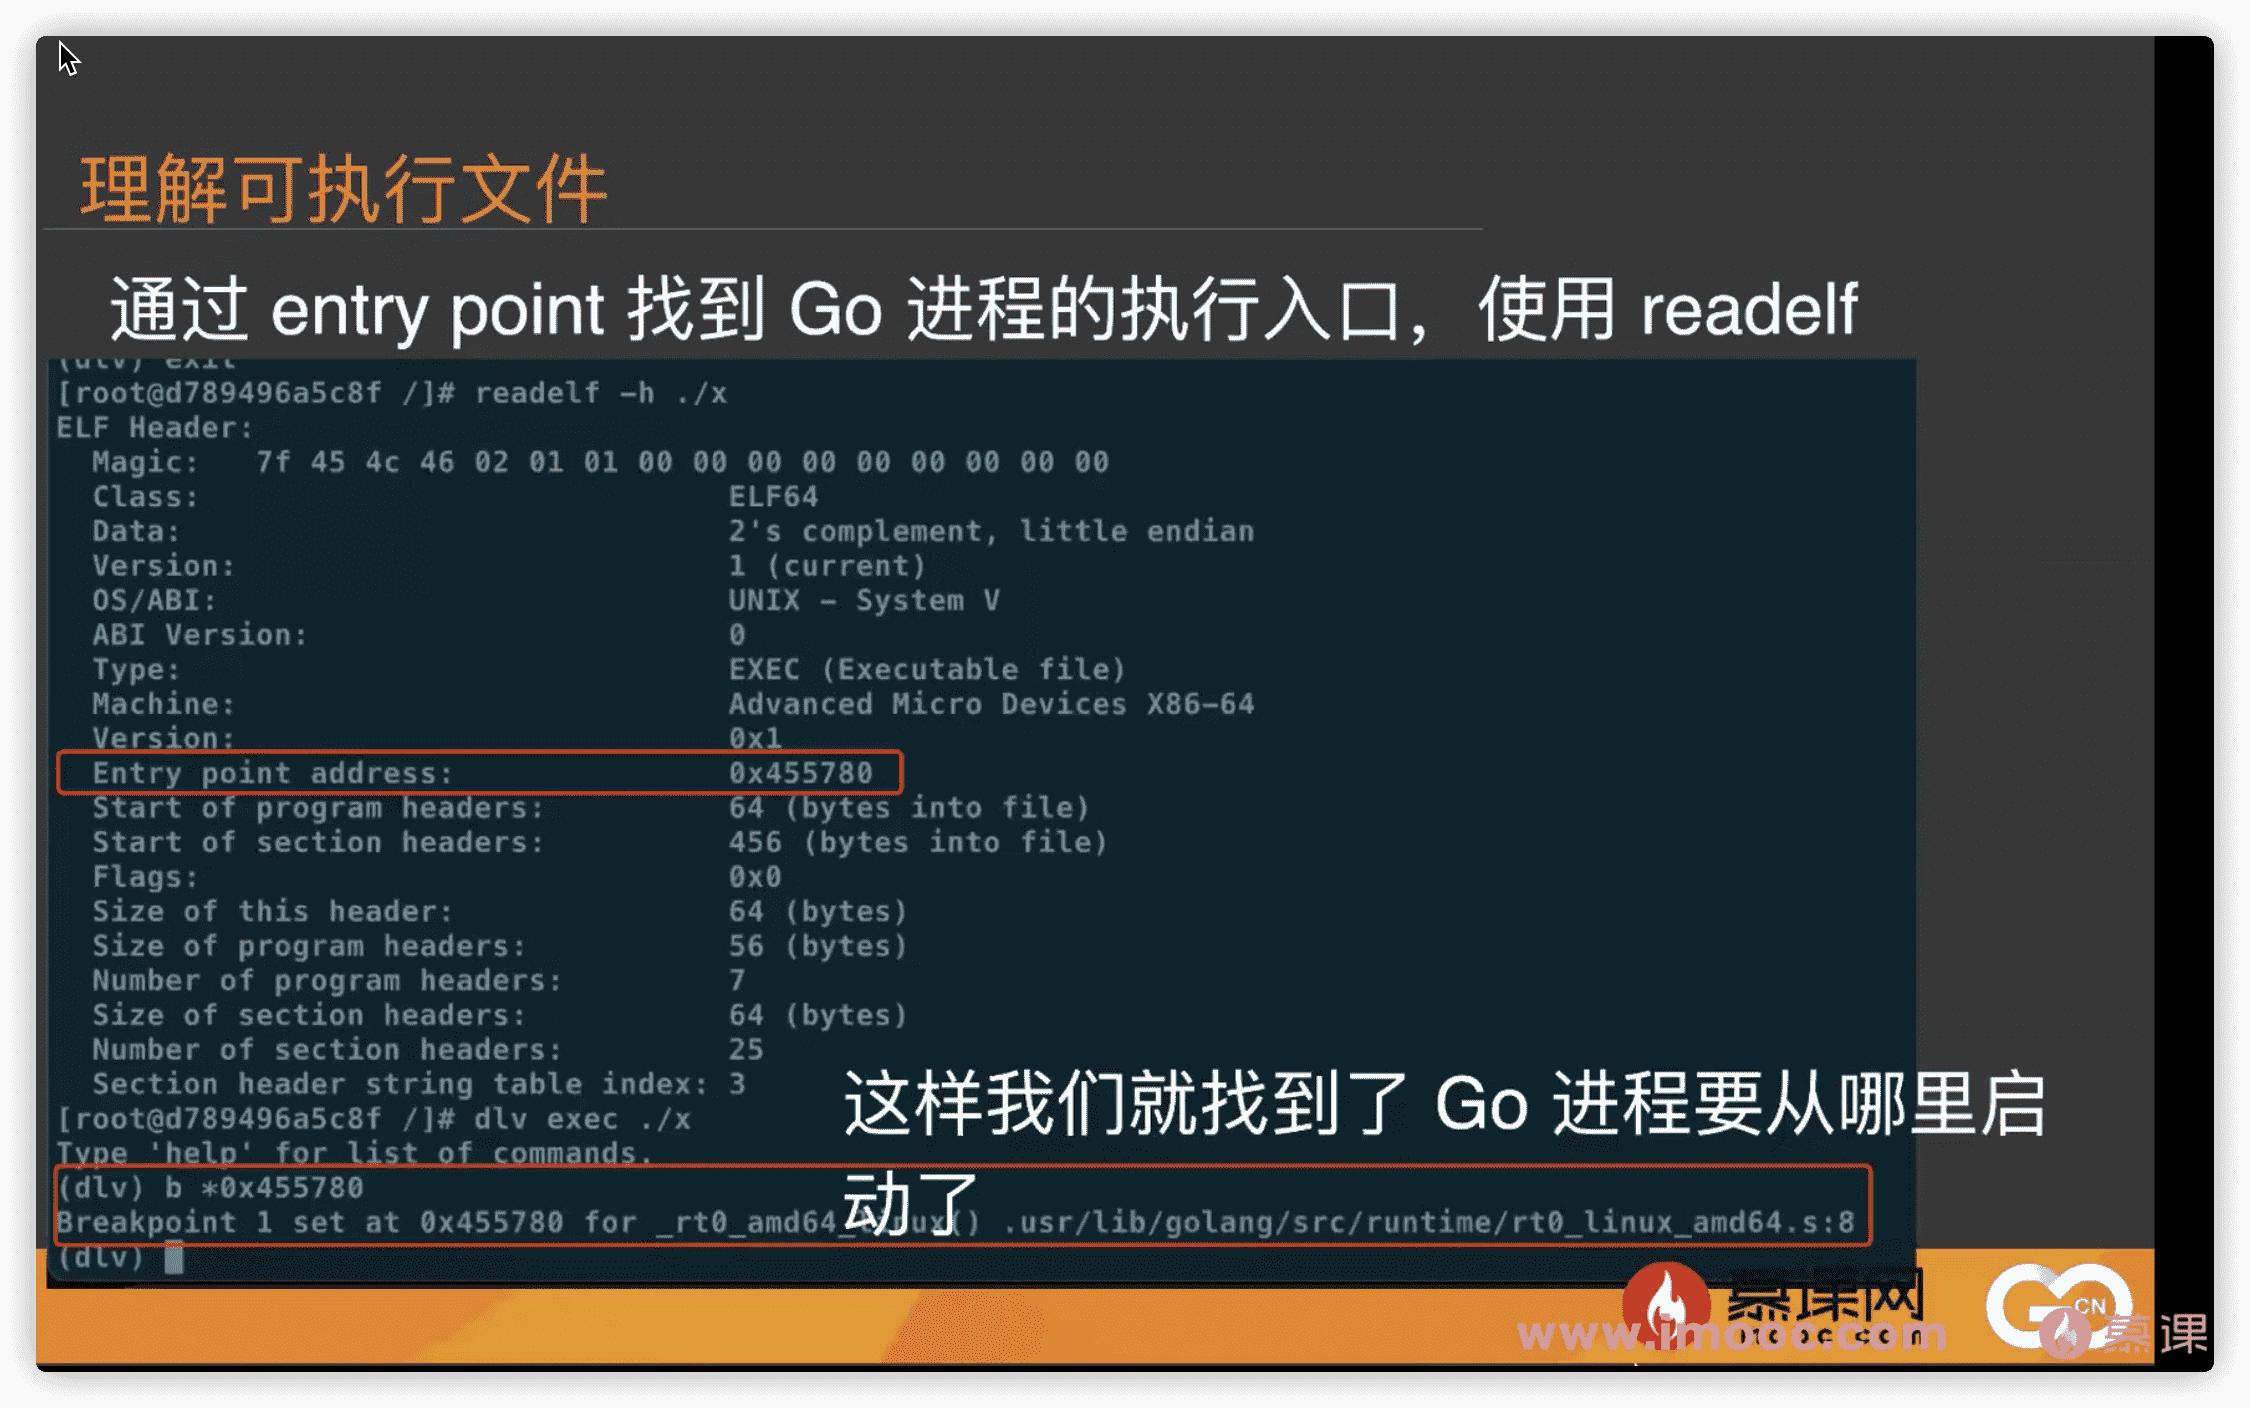 理解可执行文件
通过 entry point 找到 Go 进程的执行入口，使用 readelf
(dlv) exit
[root@d789496a5c8f /]# readelf -h ./x
ELF Header:
Magic: 7f 45 4c 46 02 01 01 00 00 00 00 00 00 00 00 00
Class: ELF64
Data: 2's complement, little endian
Version: 1 (current)
OS/ABI: UNIX - System V
ABI Version: 0
Type: EXEC (Executable file)
Machine: Advanced Micro Devices X86-64
Version: 0x1
Entry point address: 0x455780
Start of program headers: 64 (bytes into file)
Start of section headers: 456 (bytes into file)
Flags: 0x0
Size of this header: 64 (bytes)
Size of program headers: 56 (bytes)
Number of program headers: 7
Size of section headers: 64 (bytes)
Number of section headers: 25
Section header string table index: 3
[root@d789496a5c8f /]# dlv exec ./x
Type 'help' for list of commands.
这样我们就找到了 Go 进程要从哪里启
动了
(dlv) b *0x455780
Breakpoint 1 set at 0x455780 for _rt0_amd64_linux() .usr/lib/golang/src/runtime/rt0_linux_amd64.s:8
(dlv)
慕课网
www.imooc.com
GO CN
慕课